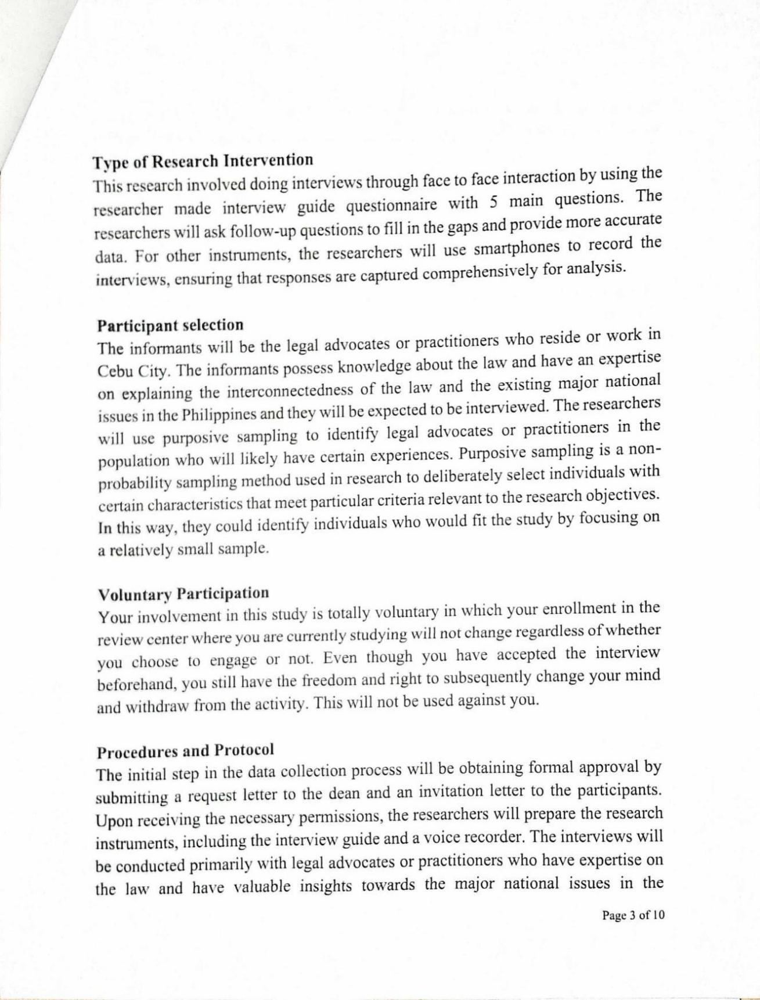 Type of Research Intervention
This research involved doing interviews through face to face interaction by using the
researcher made interview guide questionnaire with 5 main questions. The
researchers will ask follow-up questions to fill in the gaps and provide more accurate
data. For other instruments, the researchers will use smartphones to record the
interviews, ensuring that responses are captured comprehensively for analysis.
Participant selection
The informants will be the legal advocates or practitioners who reside or work in
Cebu City. The informants possess knowledge about the law and have an expertise
on explaining the interconnectedness of the law and the existing major national
issues in the Philippines and they will be expected to be interviewed. The researchers
will use purposive sampling to identify legal advocates or practitioners in the
population who will likely have certain experiences. Purposive sampling is a non-
probability sampling method used in research to deliberately select individuals with
certain characteristics that meet particular criteria relevant to the research objectives.
In this way, they could identify individuals who would fit the study by focusing on
a relatively small sample.
Voluntary Participation
Your involvement in this study is totally voluntary in which your enrollment in the
review center where you are currently studying will not change regardless of whether
you choose to engage or not. Even though you have accepted the interview
beforehand, you still have the freedom and right to subsequently change your mind
and withdraw from the activity. This will not be used against you.
Procedures and Protocol
The initial step in the data collection process will be obtaining formal approval by
submitting a request letter to the dean and an invitation letter to the participants.
Upon receiving the necessary permissions, the researchers will prepare the research
instruments, including the interview guide and a voice recorder. The interviews will
be conducted primarily with legal advocates or practitioners who have expertise on
the law and have valuable insights towards the major national issues in the
Page 3 of 10